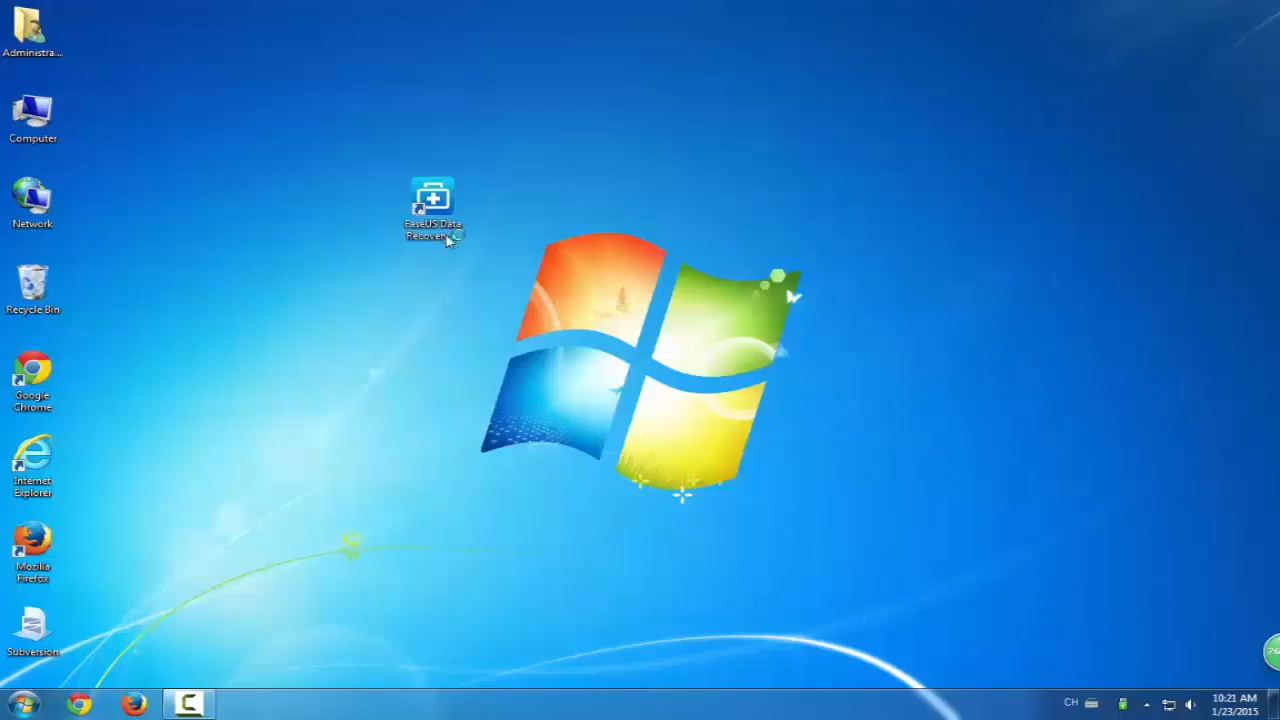 Administra...
Computer
Network
Recycle Bin
Google
Chrome
Internet
Explorer
Mozilla
Firefox
Subversion
EaseUS Data
CH
10:21 AM
1/23/2015